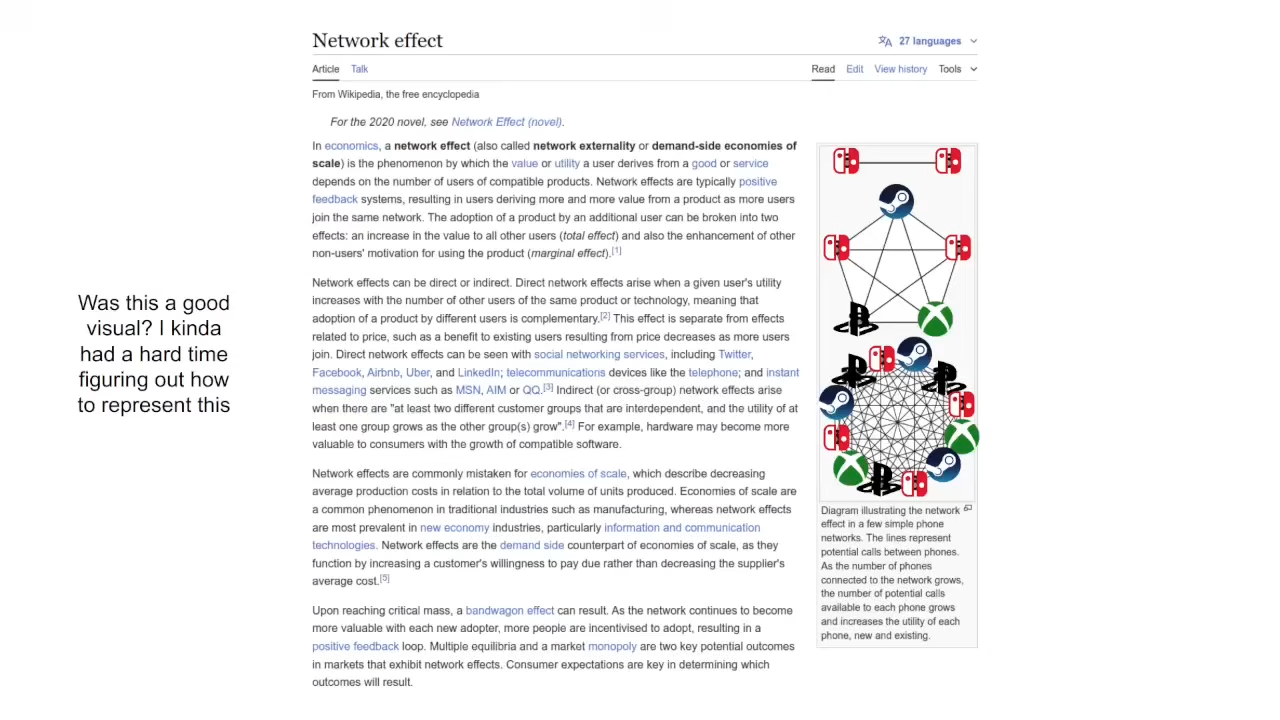 Network effect
27 languages
Article Talk
Read Edit View history Tools
From Wikipedia, the free encyclopedia
For the 2020 novel, see Network Effect (novel).
In economics, a network effect (also called network externality or demand-side economies of
scale) is the phenomenon by which the value or utility a user derives from a good or service
depends on the number of users of compatible products. Network effects are typically positive
feedback systems, resulting in users deriving more and more value from a product as more users
join the same network. The adoption of a product by an additional user can be broken into two
effects: an increase in the value to all other users (total effect) and also the enhancement of other
non-users' motivation for using the product (marginal effect).[1]
Network effects can be direct or indirect. Direct network effects arise when a given user's utility
increases with the number of other users of the same product or technology, meaning that
adoption of a product by different users is complementary.[2] This effect is separate from effects
related to price, such as a benefit to existing users resulting from price decreases as more users
join. Direct network effects can be seen with social networking services, including Twitter,
Facebook, Airbnb, Uber, and LinkedIn; telecommunications devices like the telephone; and instant
messaging services such as MSN, AIM or QQ.[3] Indirect (or cross-group) network effects arise
when there are "at least two different customer groups that are interdependent, and the utility of at
least one group grows as the other group(s) grow".[4] For example, hardware may become more
valuable to consumers with the growth of compatible software.
Network effects are commonly mistaken for economies of scale, which describe decreasing
average production costs in relation to the total volume of units produced. Economies of scale are
a common phenomenon in traditional industries such as manufacturing, whereas network effects
are most prevalent in new economy industries, particularly information and communication
technologies. Network effects are the demand side counterpart of economies of scale, as they
function by increasing a customer's willingness to pay due rather than decreasing the supplier's
average cost.[5]
Upon reaching critical mass, a bandwagon effect can result. As the network continues to become
more valuable with each new adopter, more people are incentivised to adopt, resulting in a
positive feedback loop. Multiple equilibria and a market monopoly are two key potential outcomes
in markets that exhibit network effects. Consumer expectations are key in determining which
outcomes will result.
Diagram illustrating the network
effect in a few simple phone
networks. The lines represent
potential calls between phones.
As the number of phones
connected to the network grows,
the number of potential calls
available to each phone grows
and increases the utility of each
phone, new and existing.
Was this a good
visual? I kinda
had a hard time
figuring out how
to represent this